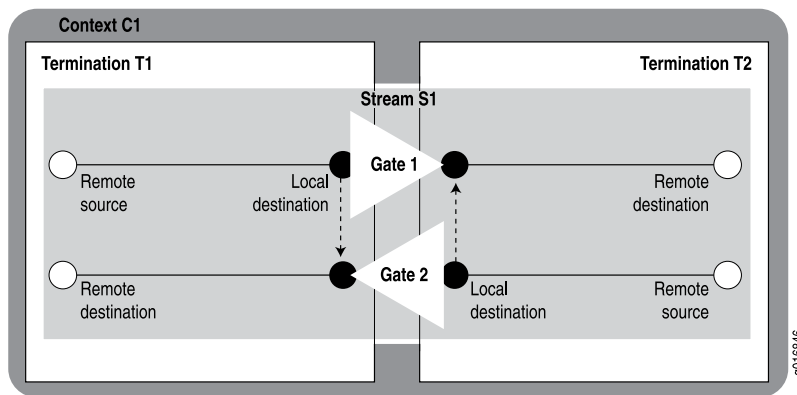 Context C1
Termination T1
Termination T2
Stream S1
Gate 1
Remote
source
Local
destination
Remote
destination
Gate 2
Remote
destination
Local
destination
Remote
source
g016946